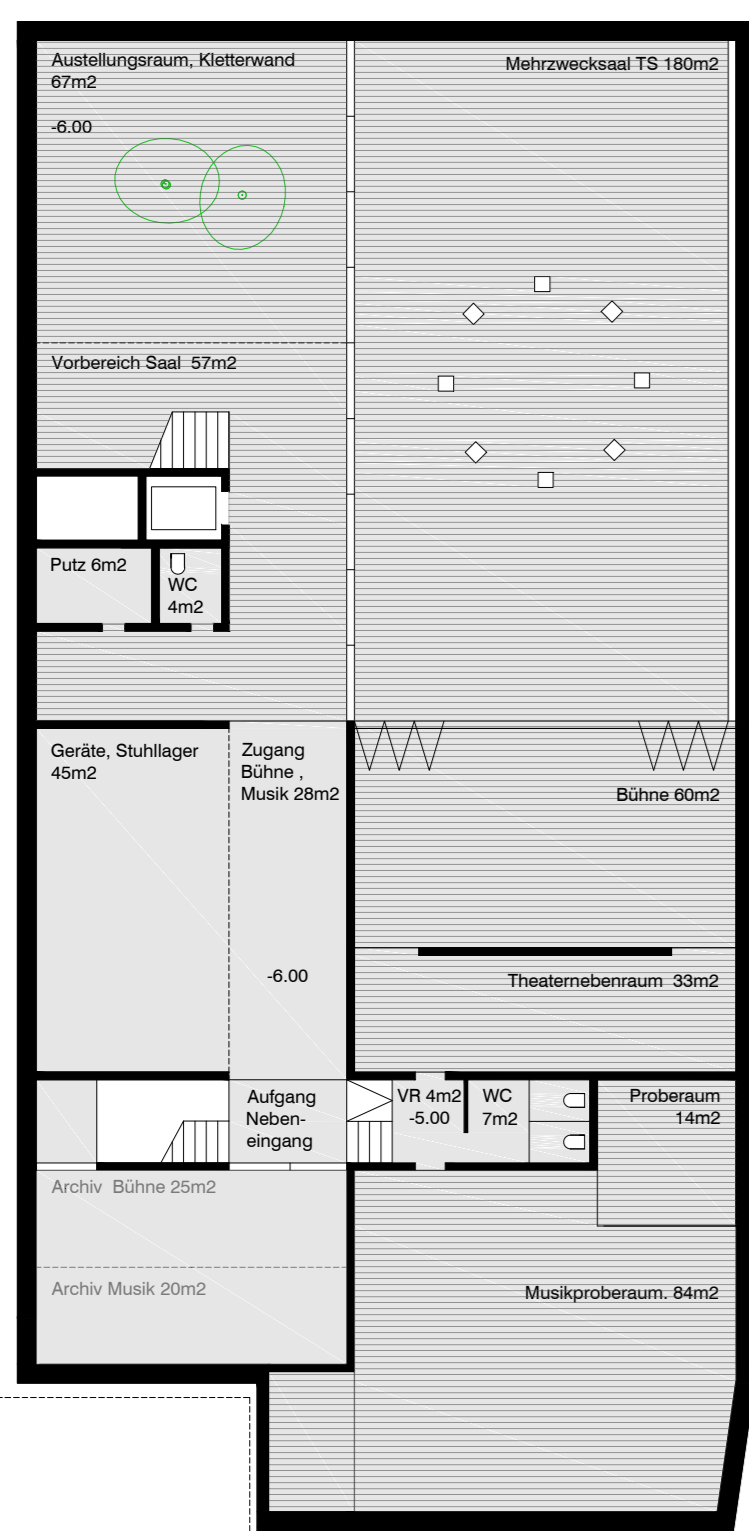 Austellungsraum, Kletterwand
67m2
-6.00
Mehrzwecksaal TS 180m2
Vorbereich Saal 57m2
Putz 6m2
WC
4m2
Geräte, Stuhllager
45m2
Zugang
Bühne ,
Musik 28m2
Bühne 60m2
-6.00
Theaternebenraum 33m2
Aufgang
Neben-
eingang
VR 4m2
-5.00
WC
7m2
Proberaum
14m2
Archiv Bühne 25m2
Archiv Musik 20m2
Musikproberaum. 84m2